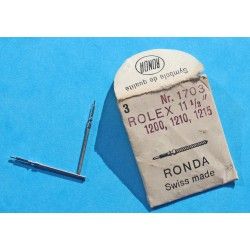 RONDA
Symbole de qualité
Nr. 1703
3
ROLEX 11 ½'''
1200, 1210, 1215
RONDA
Swiss made